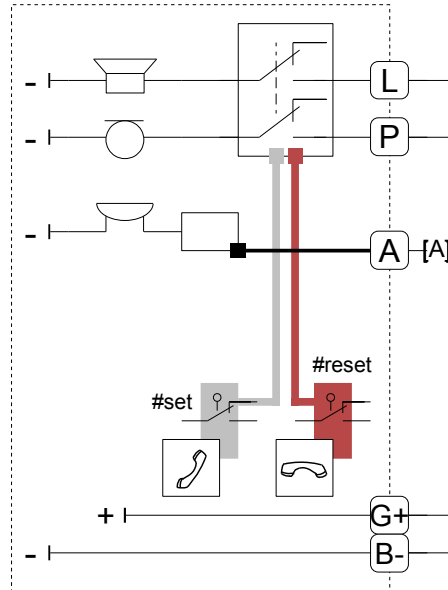 - L
- P
- A [A]
#reset
#set
+ G+
- B-